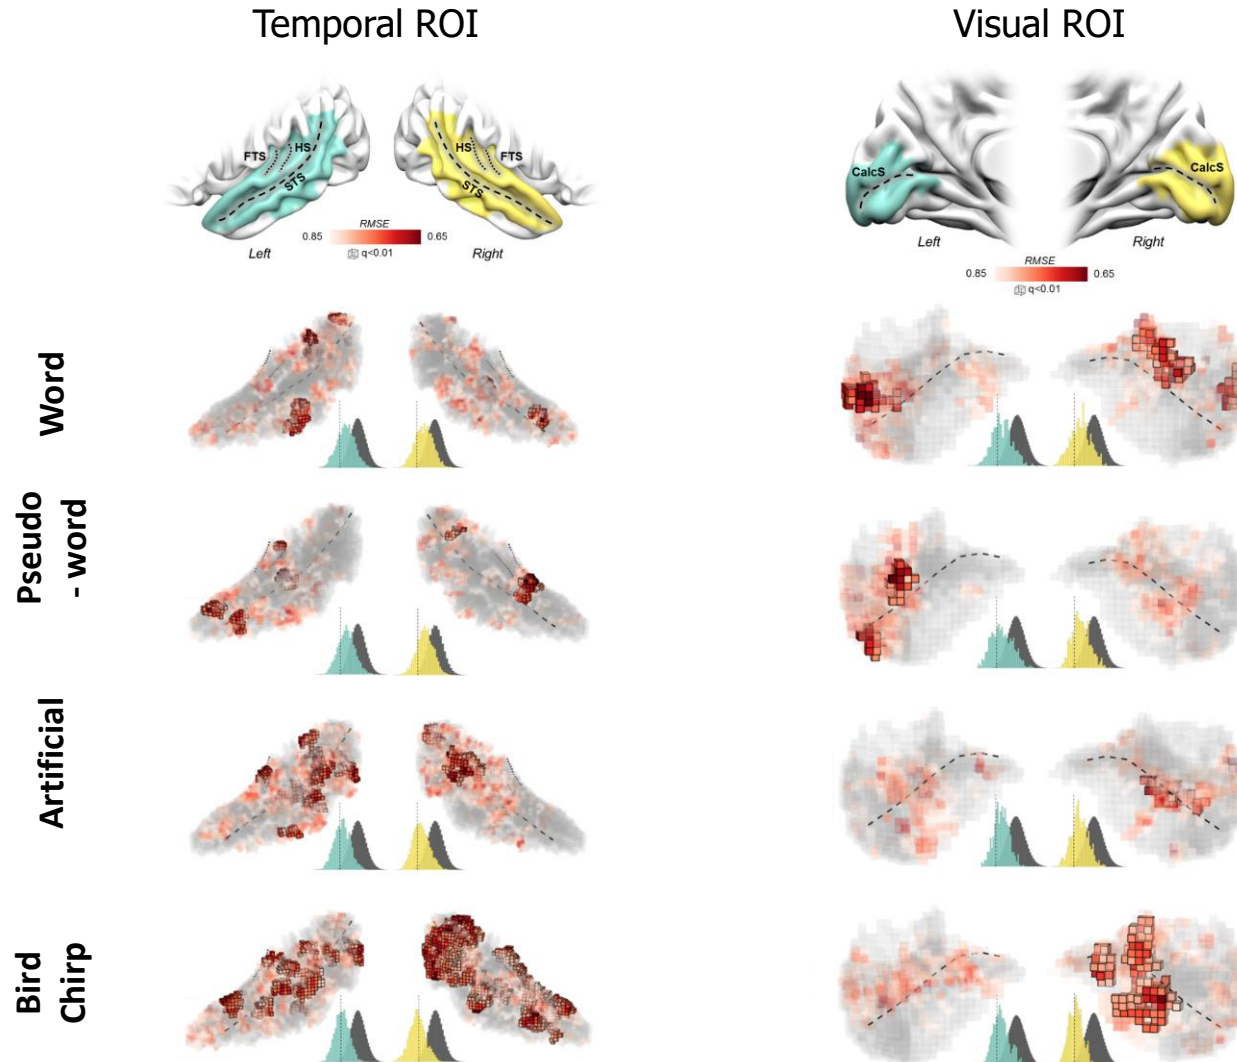 Temporal ROI
Visual ROI
FTS
HS
STS
HS
FTS
STS
RMSE
0.85
0.65
q<0.01
Left
Right
CalcS
CalcS
Left
Right
RMSE
0.85
0.65
q<0.01
Word
Pseudo
- word
Artificial
Bird
Chirp